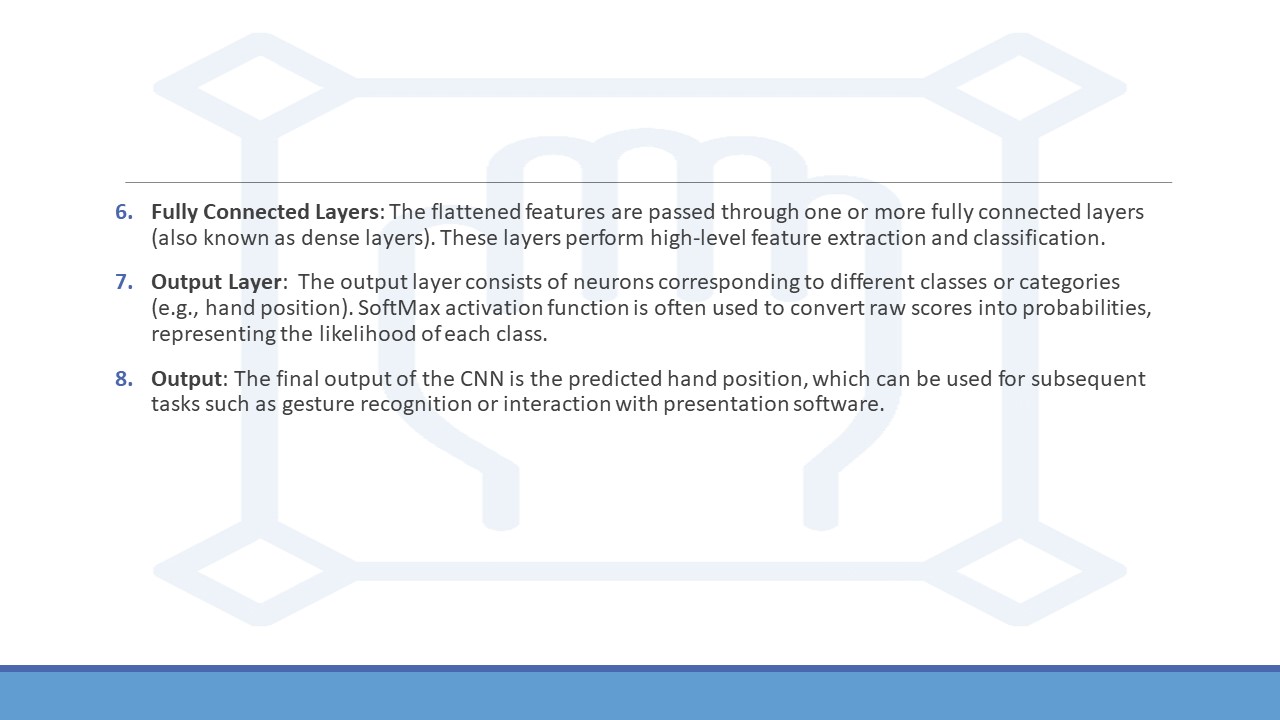 6. Fully Connected Layers: The flattened features are passed through one or more fully connected layers
(also known as dense layers). These layers perform high-level feature extraction and classification.
7. Output Layer:  The output layer consists of neurons corresponding to different classes or categories
(e.g., hand position). SoftMax activation function is often used to convert raw scores into probabilities,
representing the likelihood of each class.
8. Output: The final output of the CNN is the predicted hand position, which can be used for subsequent
tasks such as gesture recognition or interaction with presentation software.